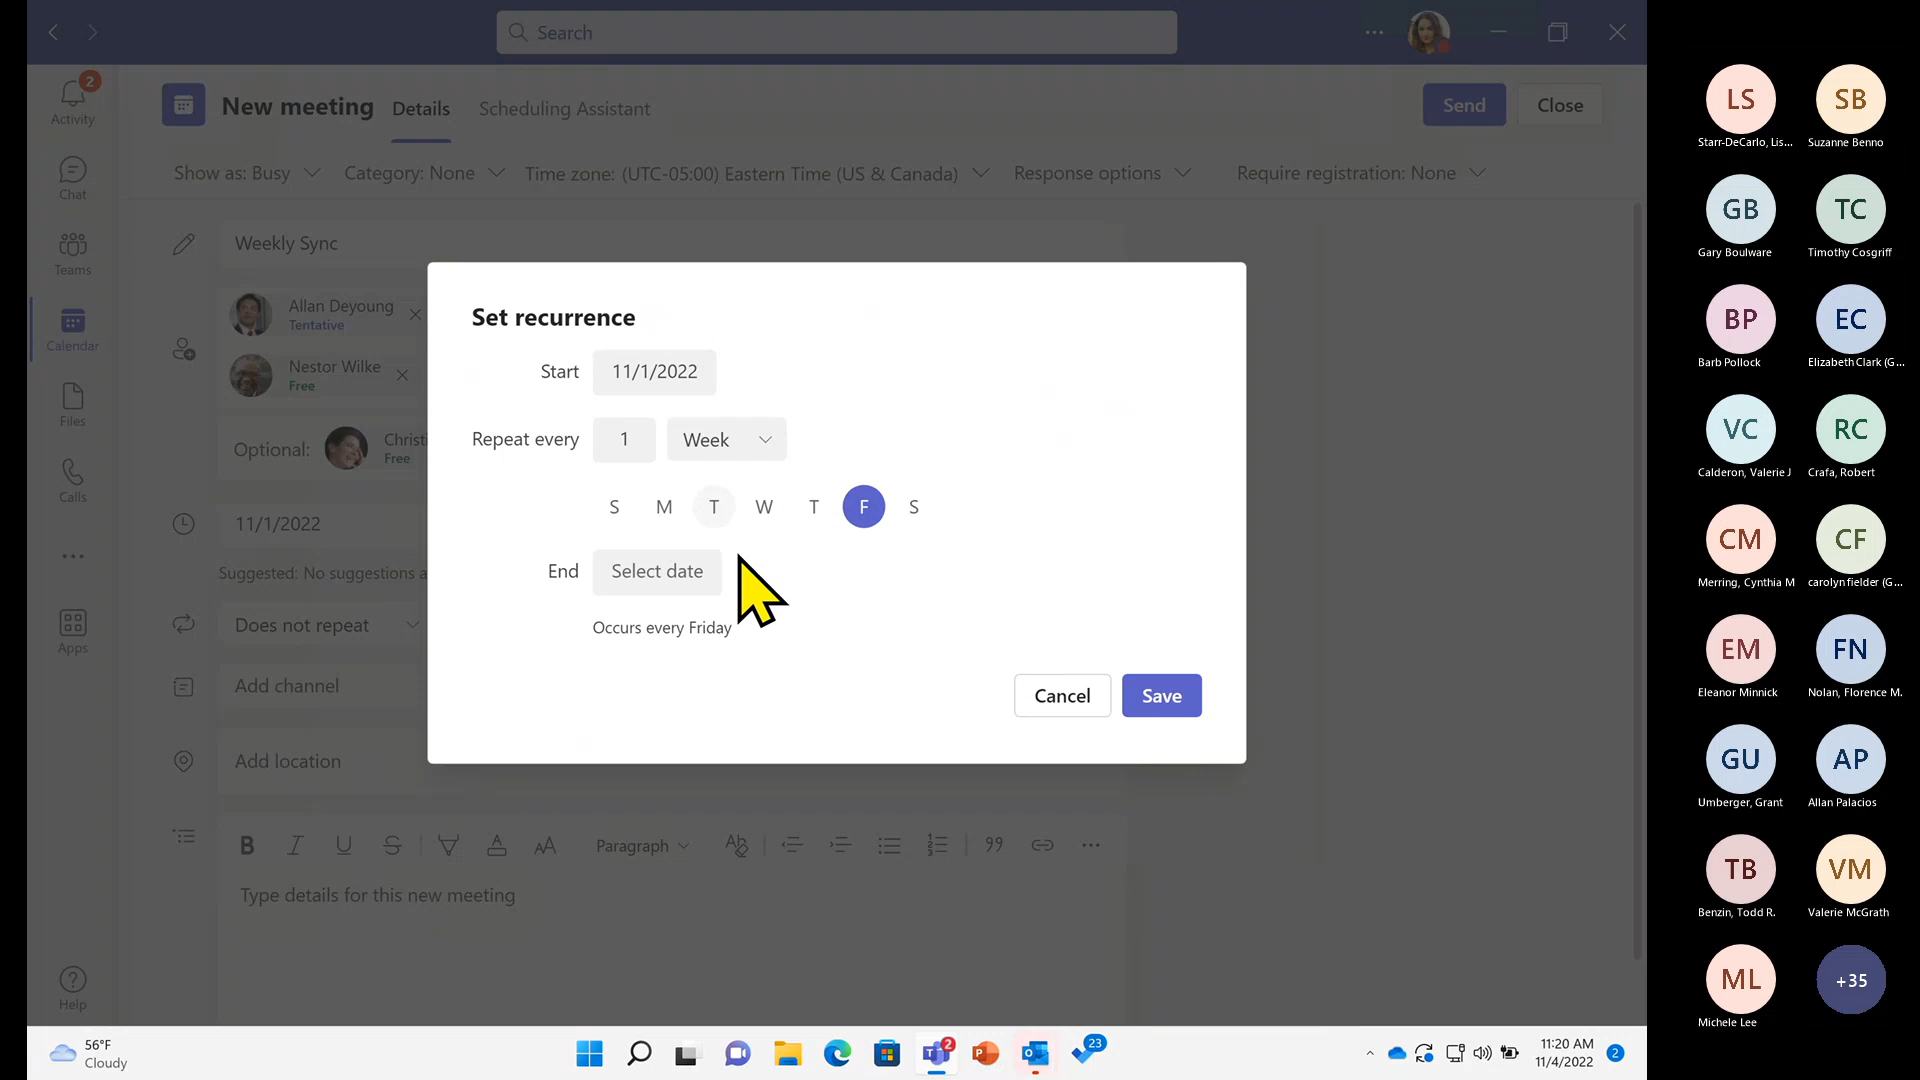 Search
2
Activity
Chat
Teams
Calendar
Files
Calls
Apps
Help
New meeting
Details
Scheduling Assistant
Send
Close
Show as: Busy
Category: None
Time zone: (UTC-05:00) Eastern Time (US & Canada)
Response options
Require registration: None
Weekly Sync
Allan Deyoung
Tentative
Nestor Wilke
Free
Optional:
Christi
Free
11/1/2022
Suggested: No suggestions a
Does not repeat
Add channel
Add location
Paragraph
Type details for this new meeting
Set recurrence
Start 11/1/2022
Repeat every 1 Week
S M T W T F S
End Select date
Occurs every Friday
Cancel Save
LS SB
Starr-DeCarlo, Lis... Suzanne Benno
GB TC
Gary Boulware Timothy Cosgriff
BP EC
Barb Pollock Elizabeth Clark (G...
VC RC
Calderon, Valerie J Crafa, Robert
CM CF
Merring, Cynthia M carolyn fielder (G...
EM FN
Eleanor Minnick Nolan, Florence M.
GU AP
Umberger, Grant Allan Palacios
TB VM
Benzin, Todd R. Valerie McGrath
ML +35
Michele Lee
56°F
Cloudy
2
23
11:20 AM
11/4/2022
2